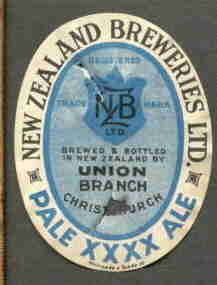 NEW ZEALAND BREWERIES LTD.
REGISTERED
TRADE MARK
NZB
LTD.
BREWED & BOTTLED
IN NEW ZEALAND BY
UNION
BRANCH
CHRISTCHURCH
PALE XXXX ALE